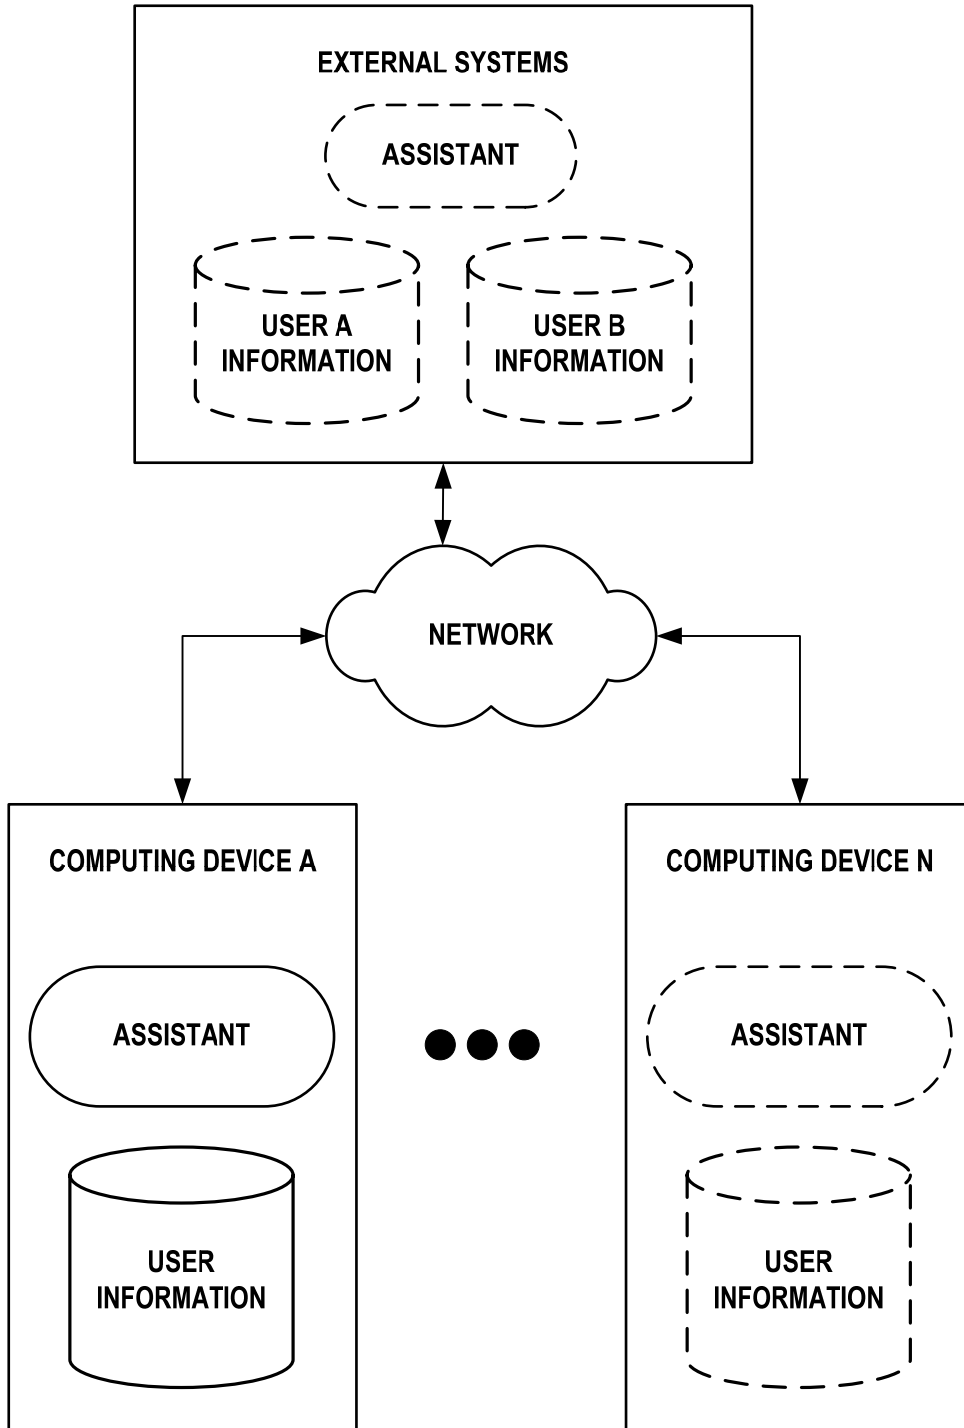 EXTERNAL SYSTEMS
ASSISTANT
USER A
INFORMATION
USER B
INFORMATION
NETWORK
COMPUTING DEVICE A
ASSISTANT
USER
INFORMATION
COMPUTING DEVICE N
ASSISTANT
USER
INFORMATION